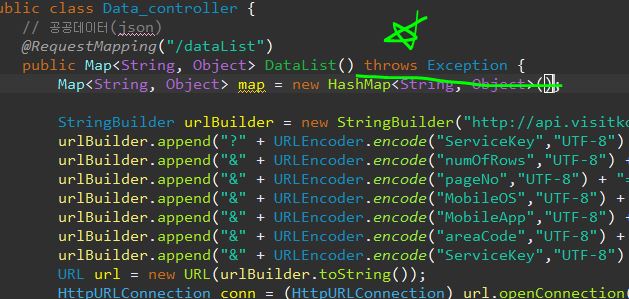 public class Data_controller {
// 공공데이터(json)
@RequestMapping("/dataList")
public Map<String, Object> DataList() throws Exception {
Map<String, Object> map = new HashMap<String, Object>();
StringBuilder urlBuilder = new StringBuilder("http://api.visitko
urlBuilder.append("?" + URLEncoder.encode("ServiceKey","UTF-8")
urlBuilder.append("&" + URLEncoder.encode("numOfRows","UTF-8") +
urlBuilder.append("&" + URLEncoder.encode("pageNo","UTF-8") + "=
urlBuilder.append("&" + URLEncoder.encode("MobileOS","UTF-8") +
urlBuilder.append("&" + URLEncoder.encode("MobileApp","UTF-8") +
urlBuilder.append("&" + URLEncoder.encode("areaCode","UTF-8") +
urlBuilder.append("&" + URLEncoder.encode("ServiceKey","UTF-8")
URL url = new URL(urlBuilder.toString());
HttpURLConnection conn = (HttpURLConnection) url.openConnection(